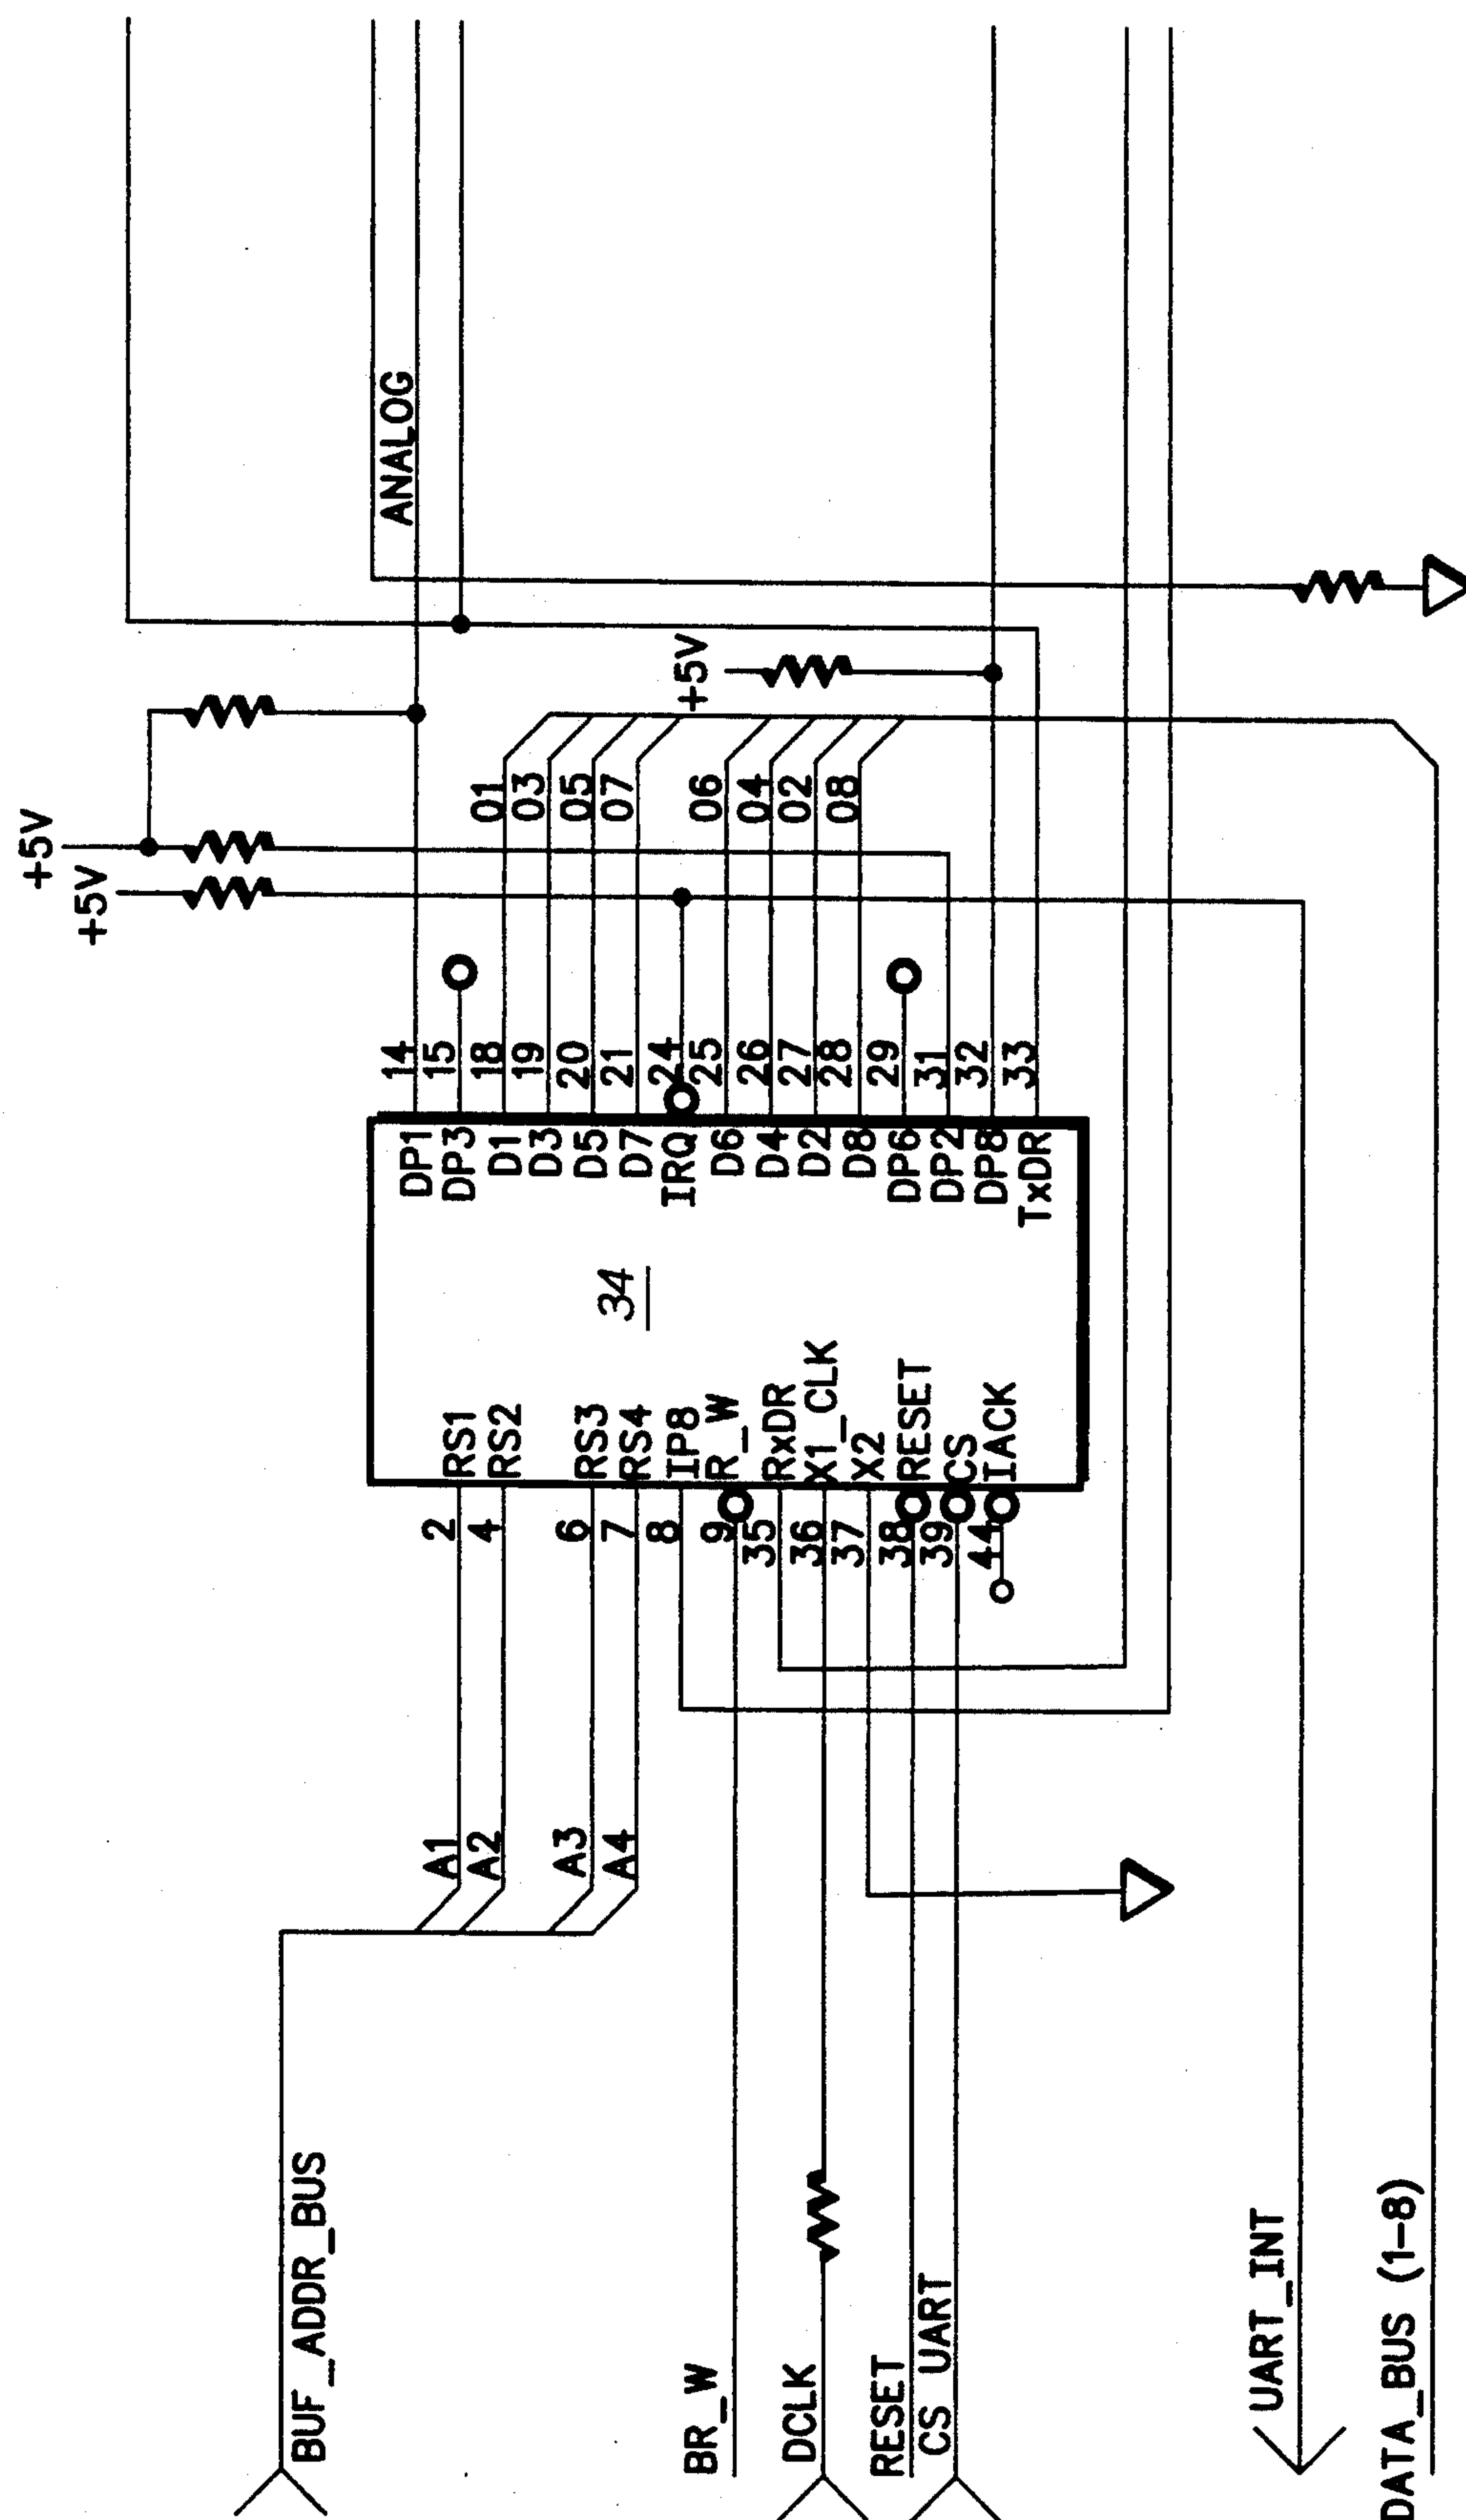 +5V
+5V
+5V
ANALOG
01
03
05
07
06
04
02
08
14
15
18
19
20
21
24
25
26
27
28
29
31
32
33
DP1
DP3
D1
D3
D5
D7
IRQ
D6
D4
D2
D8
DP6
DP2
DP8
TxDR
34
RS1
RS2
RS3
RS4
IP8
R_W
RxDR
X1_CLK
X2
RESET
CS
IACK
2
4
6
7
8
9
35
36
37
38
39
44
A1
A2
A3
A4
BUF_ADDR_BUS
BR_W
DCLK
RESET
CS_UART
UART_INT
DATA_BUS (1-8)